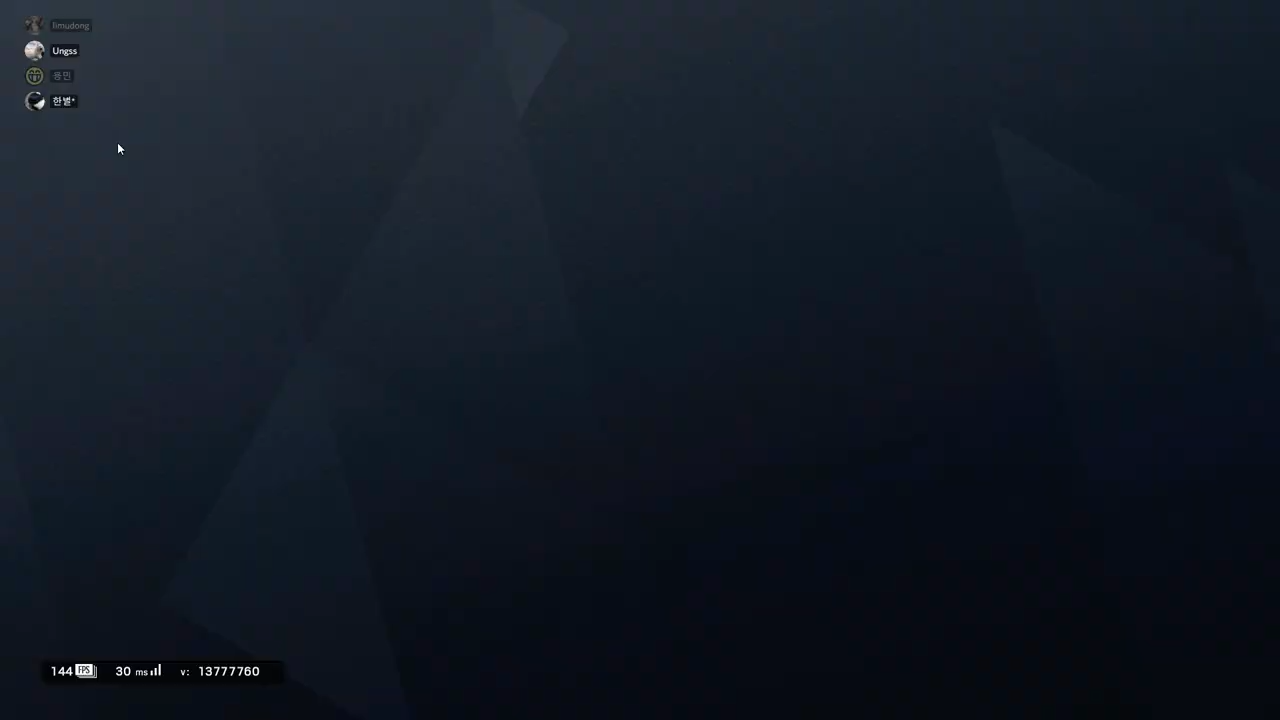 limudong
Ungss
용민
한별*
144 FPS 30 ms v: 13777760